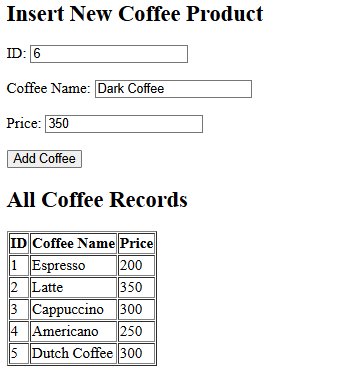 Insert New Coffee Product
ID: 6
Coffee Name: Dark Coffee
Price: 350
Add Coffee
All Coffee Records
ID Coffee Name Price
1 Espresso 200
2 Latte 350
3 Cappuccino 300
4 Americano 250
5 Dutch Coffee 300